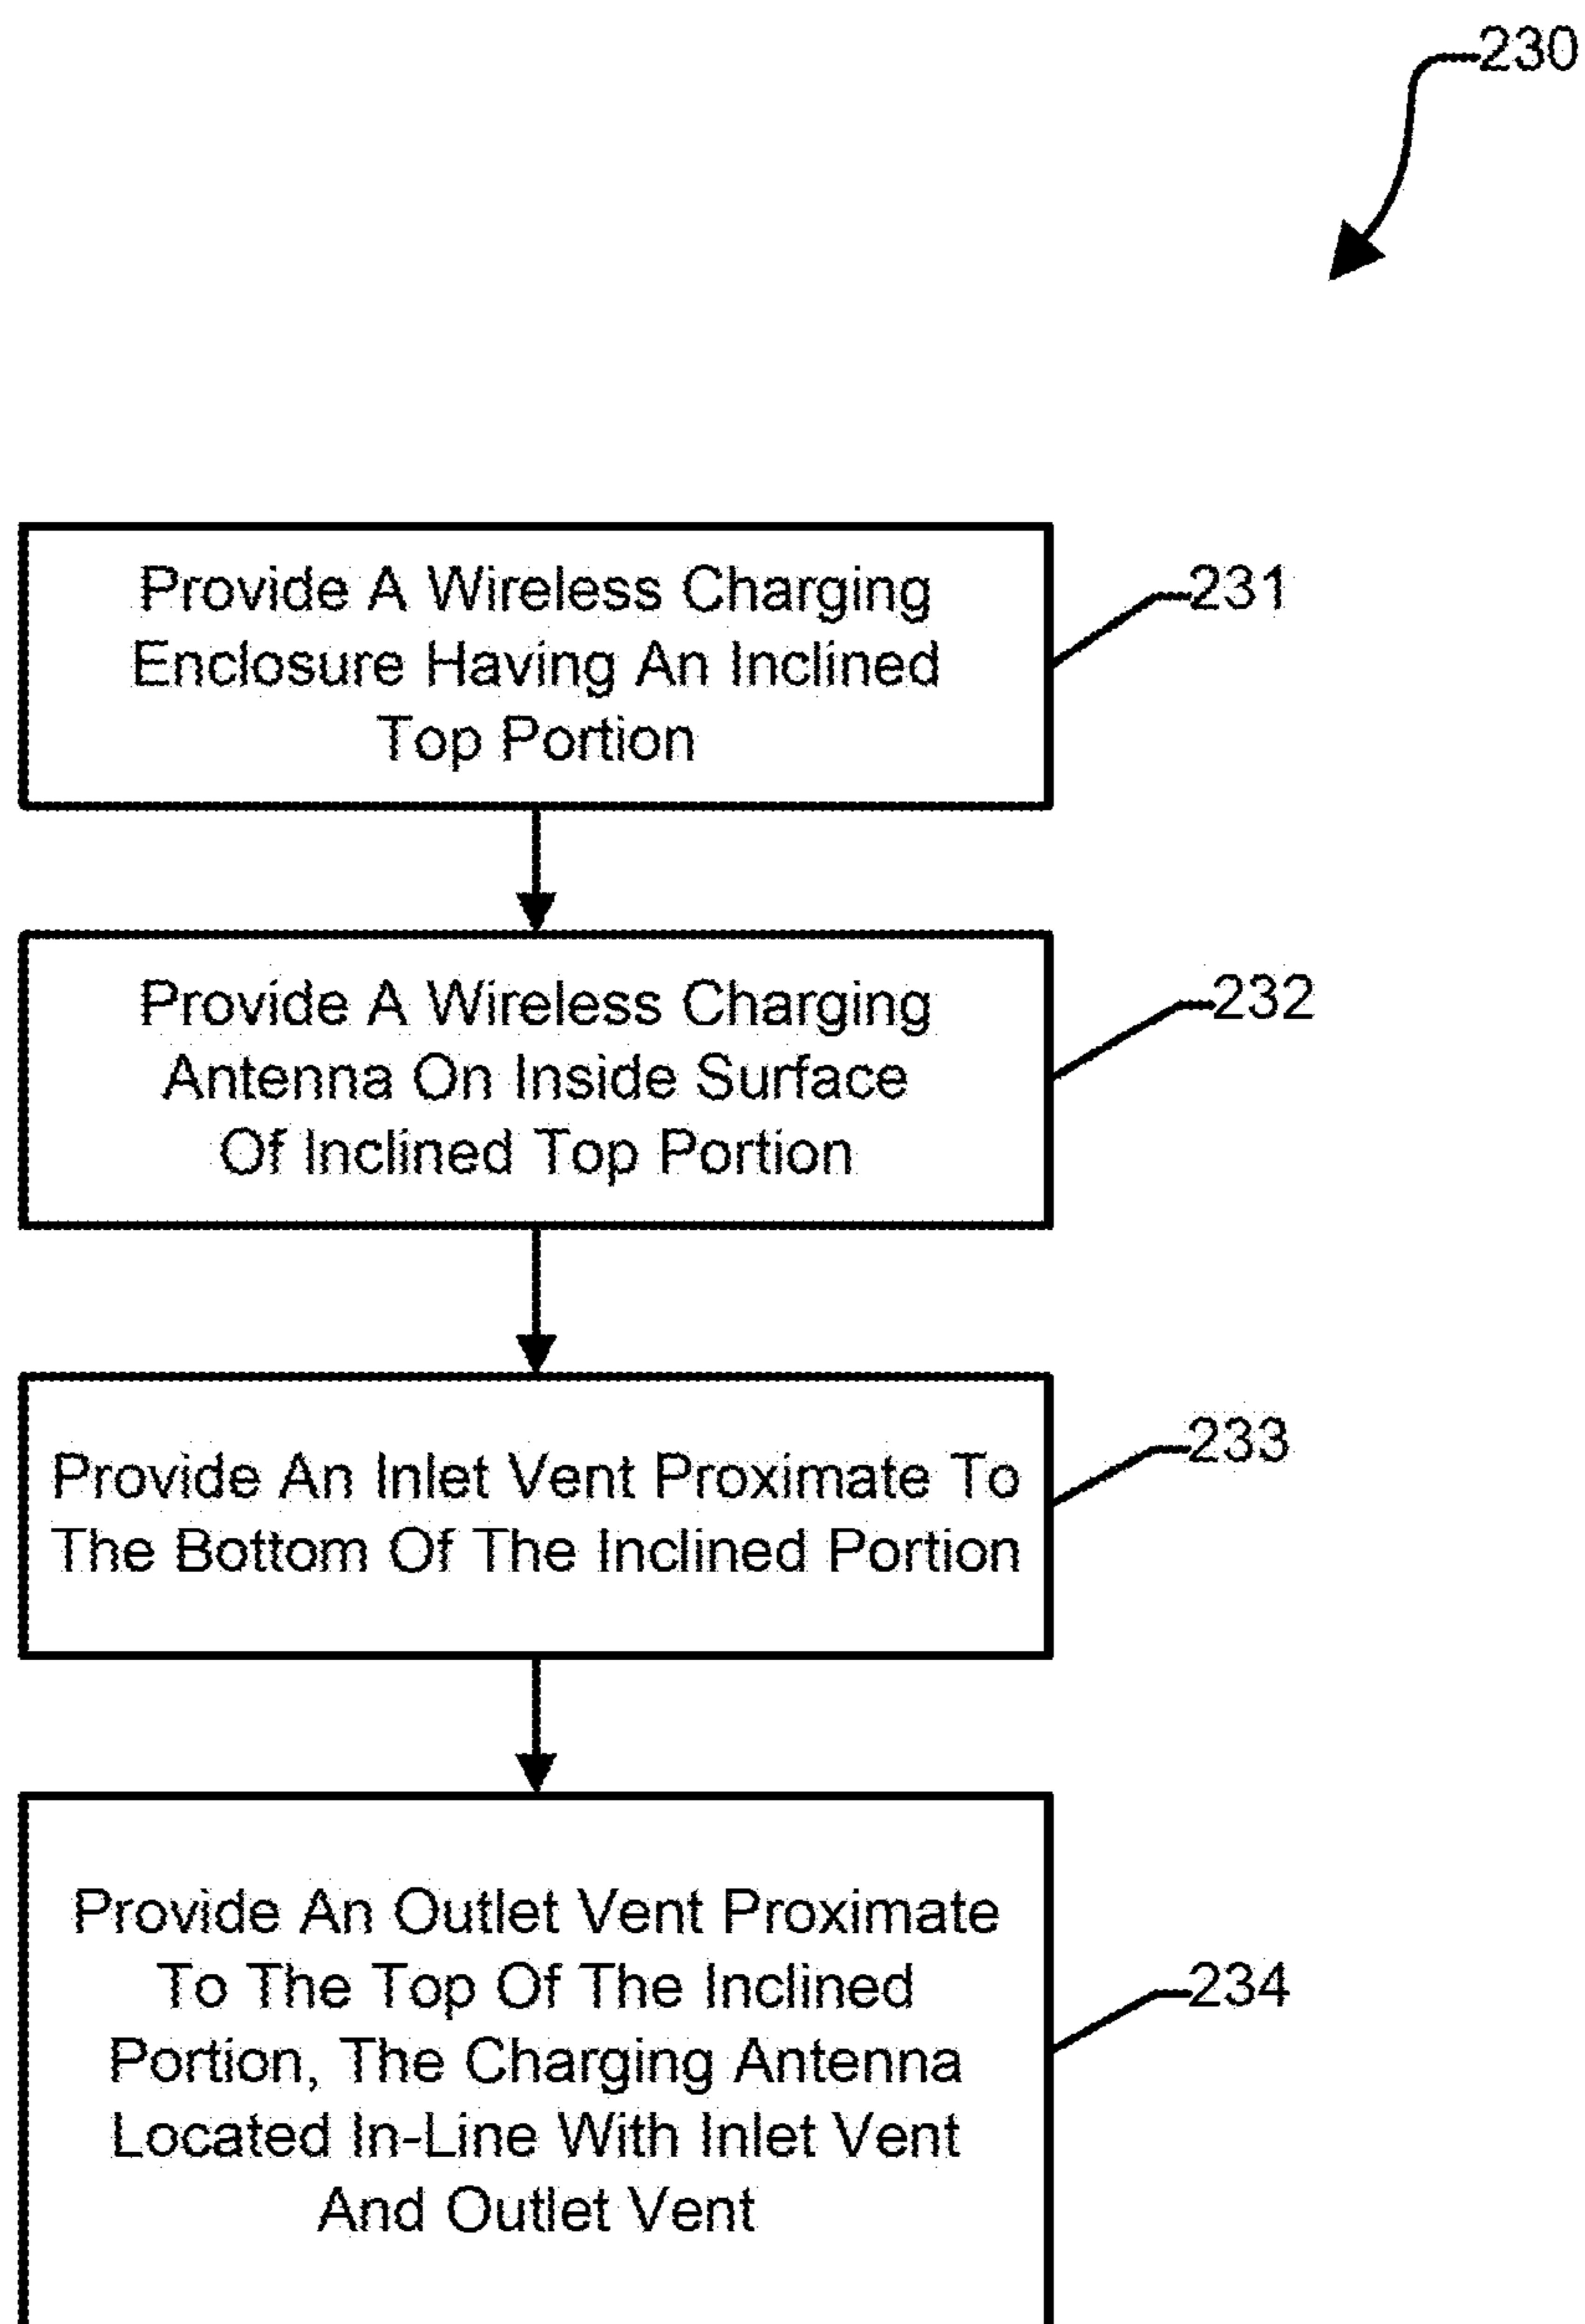 230
Provide A Wireless Charging
Enclosure Having An Inclined
Top Portion
231
Provide A Wireless Charging
Antenna On Inside Surface
Of Inclined Top Portion
232
Provide An Inlet Vent Proximate To
The Bottom Of The Inclined Portion
233
Provide An Outlet Vent Proximate
To The Top Of The Inclined
Portion, The Charging Antenna
Located In-Line With Inlet Vent
And Outlet Vent
234